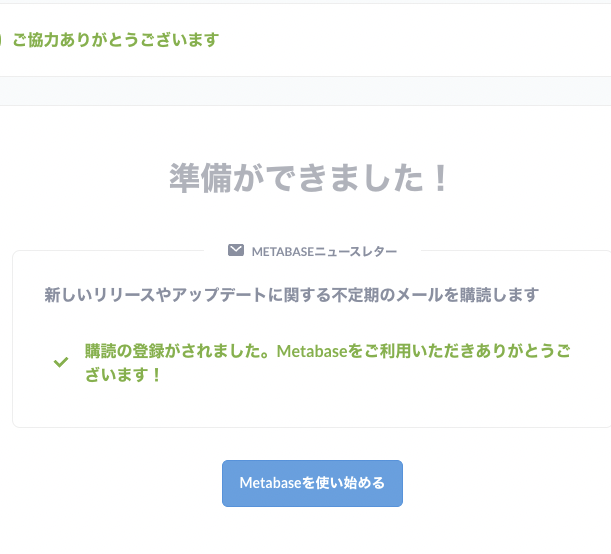 ご協力ありがとうございます
準備ができました！
METABASEニュースレター
新しいリリースやアップデートに関する不定期のメールを購読します
購読の登録がされました。Metabaseをご利用いただきありがとうご
ざいます！
Metabaseを使い始める